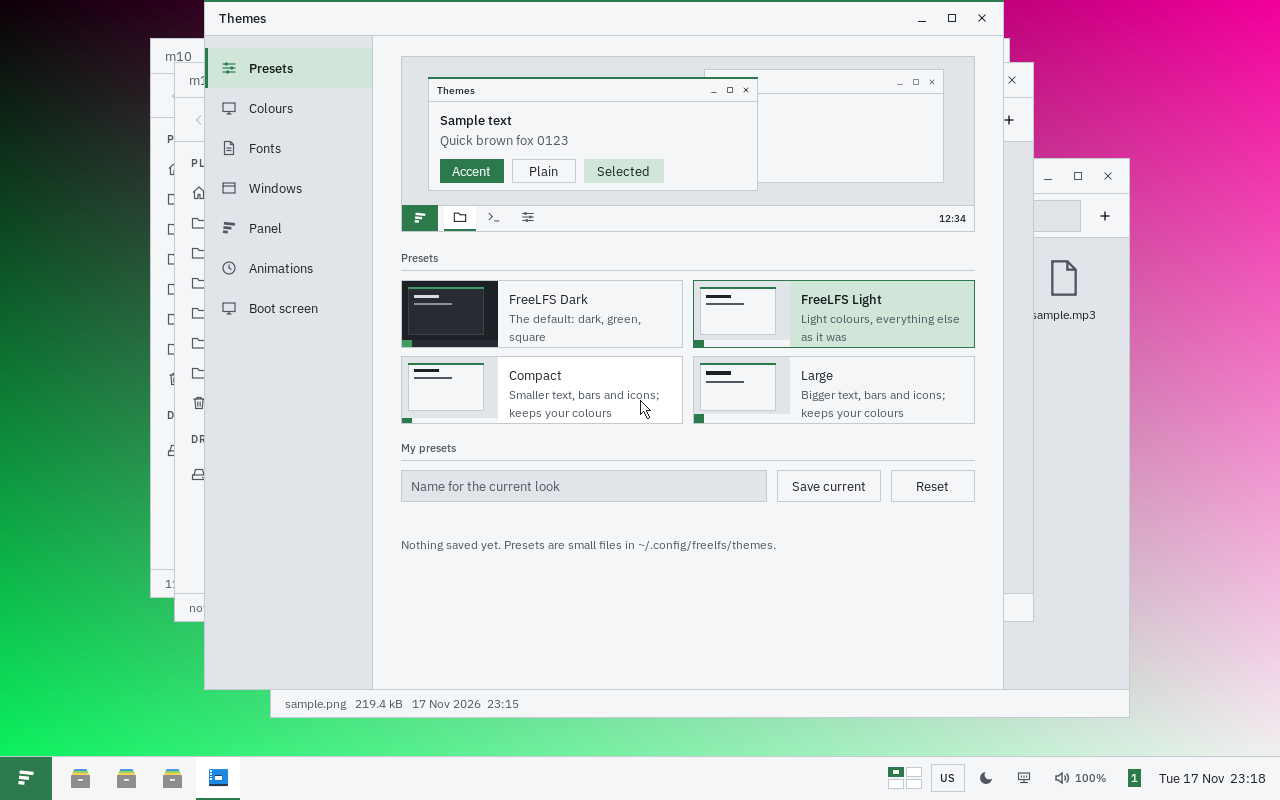 Themes
m10
Presets
Colours
Fonts
Windows
Panel
Animations
Boot screen
Themes
Sample text
Quick brown fox 0123
Accent
Plain
Selected
12:34
Presets
FreeLFS Dark
The default: dark, green,
square
FreeLFS Light
Light colours, everything else
as it was
Compact
Smaller text, bars and icons;
keeps your colours
Large
Bigger text, bars and icons;
keeps your colours
My presets
Name for the current look
Save current
Reset
Nothing saved yet. Presets are small files in ~/.config/freelfs/themes.
sample.mp3
sample.png 219.4 kB 17 Nov 2026 23:15
US
100%
1
Tue 17 Nov 23:18